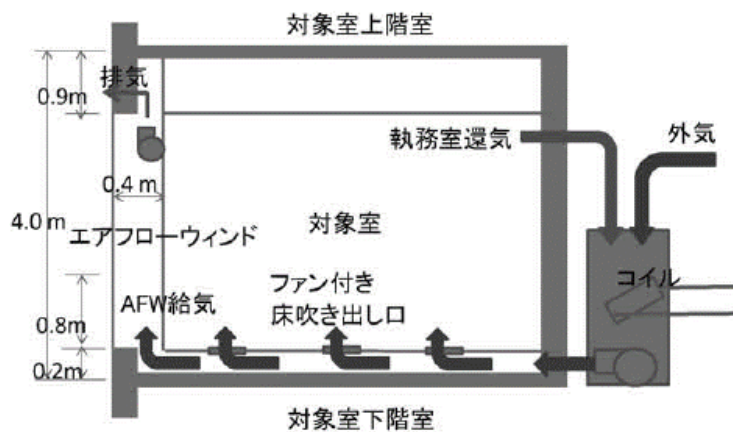 対象室上階室
排気
0.9m
執務室還気
外気
0.4 m
4.0 m
エアフローウィンド
対象室
コイル
ファン付き
床吹き出し口
AFW給気
0.8m
0.2m
対象室下階室